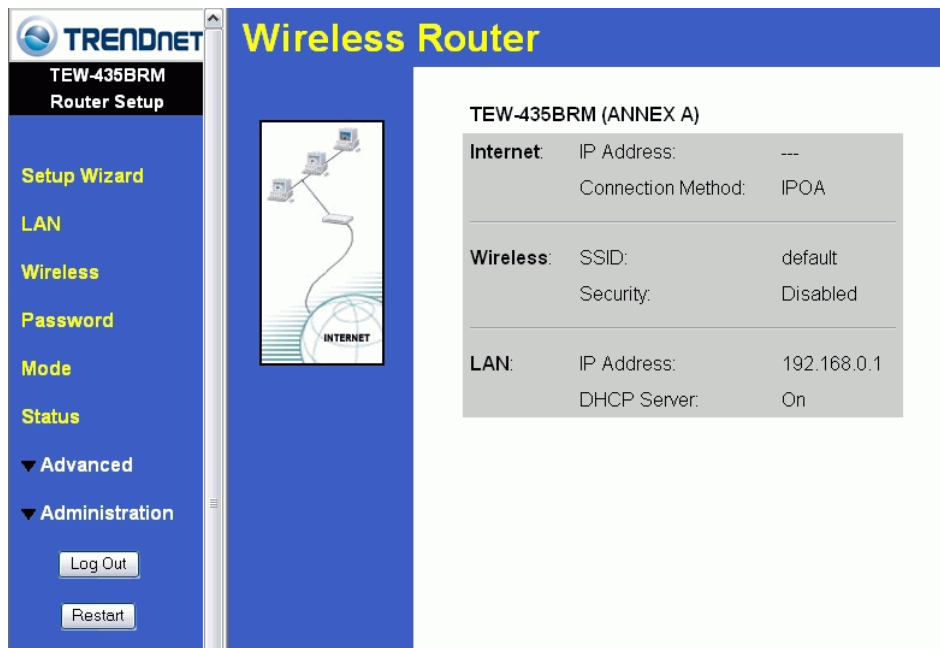 TRENDNET
TEW-435BRM
Router Setup
Setup Wizard
LAN
Wireless
Password
Mode
Status
Advanced
Administration
Log Out
Restart
Wireless Router
INTERNET
TEW-435BRM (ANNEX A)
Internet: IP Address: ---
Connection Method: IPOA
Wireless: SSID: default
Security: Disabled
LAN: IP Address: 192.168.0.1
DHCP Server: On